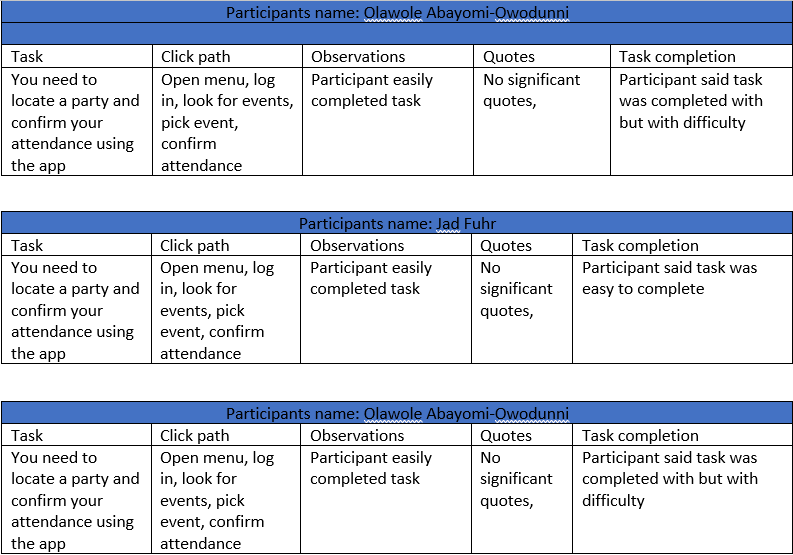 Participants name: Olawole Abayomi-Owodunni
Task Click path Observations Quotes Task completion
You need to Open menu, log Participant easily No significant Participant said task
locate a party and in, look for events, completed task quotes, was completed with
confirm your pick event, but with difficulty
attendance using confirm
the app attendance
Participants name: Jad Fuhr
Task Click path Observations Quotes Task completion
You need to Open menu, log Participant easily No Participant said task was
locate a party and in, look for completed task significant easy to complete
confirm your events, pick quotes,
attendance using event, confirm
the app attendance
Participants name: Olawole Abayomi-Owodunni
Task Click path Observations Quotes Task completion
You need to Open menu, log Participant easily No Participant said task was
locate a party and in, look for completed task significant completed with but with
confirm your events, pick quotes, difficulty
attendance using event, confirm
the app attendance